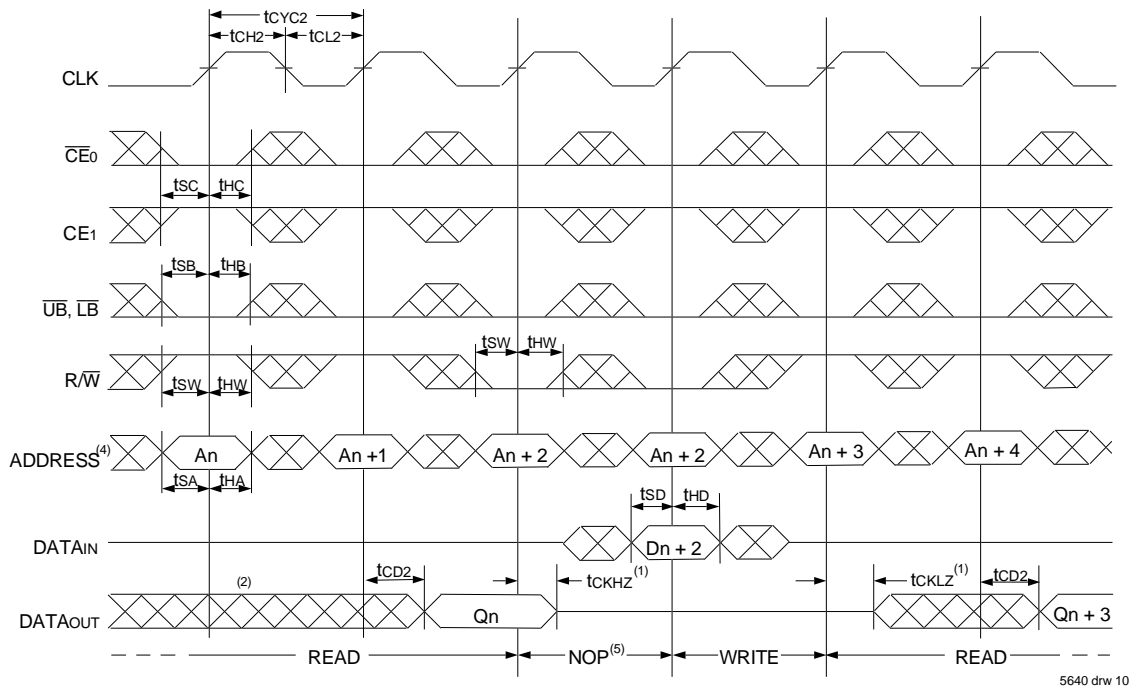 tCYC2
tCH2 tCL2
CLK
CE0
tSC tHC
CE1
tSB tHB
UB, LB
tSW tHW
R/W
tSW tHW
ADDRESS(4) An An +1 An + 2 An + 2 An + 3 An + 4
tSA tHA
tSD tHD
DATAIN Dn + 2
tCD2 tCKHZ(1) tCKLZ(1) tCD2
(2)
DATAOUT Qn Qn + 3
READ NOP(5) WRITE READ
5640 drw 10